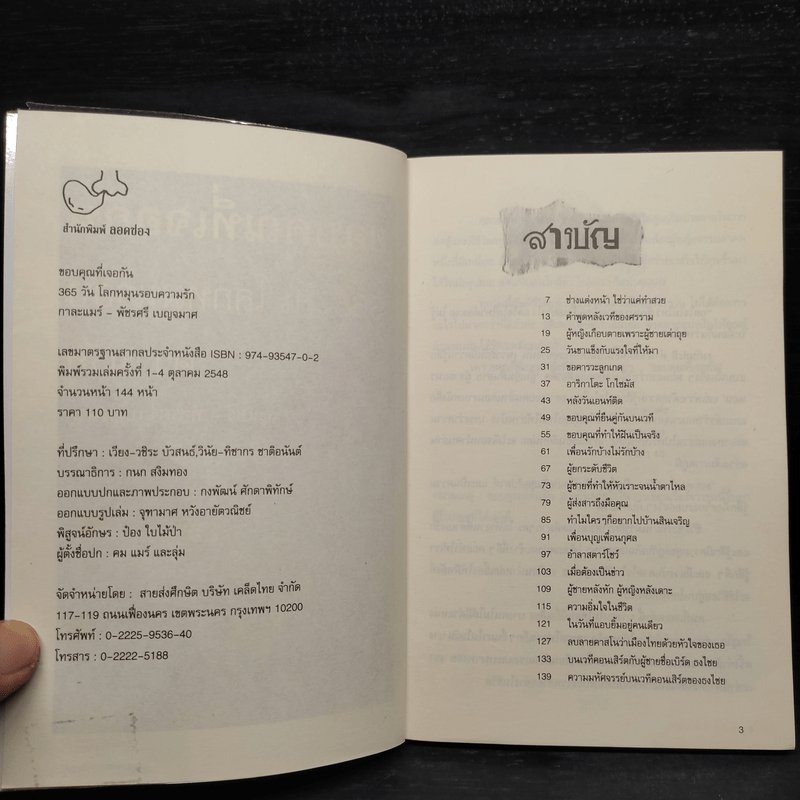 สำนักพิมพ์ ลอดช่อง
ขอบคุณที่เจอกัน
365 วัน โลกหมุนรอบความรัก
กาละแมร์ - พัชรศรี เบญจมาศ
เลขมาตรฐานสากลประจำหนังสือ ISBN : 974-93547-0-2
พิมพ์รวมเล่มครั้งที่ 1-4 ตุลาคม 2548
จำนวนหน้า 144 หน้า
ราคา 110 บาท
ที่ปรึกษา : เวียง-วชิระ บัวสนธ์,วินัย-ทิชากร ชาติอนันต์
บรรณาธิการ : กนก สงิมทอง
ออกแบบปกและภาพประกอบ : กงพัฒน์ ศักดาพิทักษ์
ออกแบบรูปเล่ม : จุฑามาศ หวังอายัตวณิชย์
พิสูจน์อักษร : ป๋อง ใบไม้ป่า
ผู้ตั้งชื่อปก : คม แมร์ และลุ่ม
จัดจำหน่ายโดย : สายส่งศึกษิต บริษัท เคล็ดไทย จำกัด
117-119 ถนนเฟื่องนคร เขตพระนคร กรุงเทพฯ 10200
โทรศัพท์ : 0-2225-9536-40
โทรสาร : 0-2222-5188
สารบัญ
7 ช่างแต่งหน้า ใช่ว่าแค่ทำสวย
13 คำพูดหลังเวทีของศรราม
19 ผู้หญิงเกือบตายเพราะผู้ชายเต่าถุย
25 วันขาแข็งกับแรงใจที่ให้มา
31 ขอคารวะลูกเกด
37 อาริกาโตะ โกไซมัส
43 หลังวันเอนท์ติด
49 ขอบคุณที่ยืนคู่กันบนเวที
55 ขอบคุณที่ทำให้ฝันเป็นจริง
61 เพื่อนรักบ้างไม่รักบ้าง
67 ผู้ยกระดับชีวิต
73 ผู้ชายที่ทำให้หัวเราะจนน้ำตาไหล
79 ผู้ส่งสารถึงมือคุณ
85 ทำไมใครๆก็อยากไปบ้านสินเจริญ
91 เพื่อนบุญเพื่อนกุศล
97 อำลาสตาร์โชว์
103 เมื่อต้องเป็นข่าว
109 ผู้ชายหลังหัก ผู้หญิงหลังเดาะ
115 ความอิ่มใจในชีวิต
121 ในวันที่แอบยิ้มอยู่คนเดียว
127 ลบลายคาสโนว่าเมืองไทยด้วยหัวใจของเธอ
133 บนเวทีคอนเสิร์ตกับผู้ชายชื่อเบิร์ด ธงไชย
139 ความมหัศจรรย์บนเวทีคอนเสิร์ตของธงไชย
3